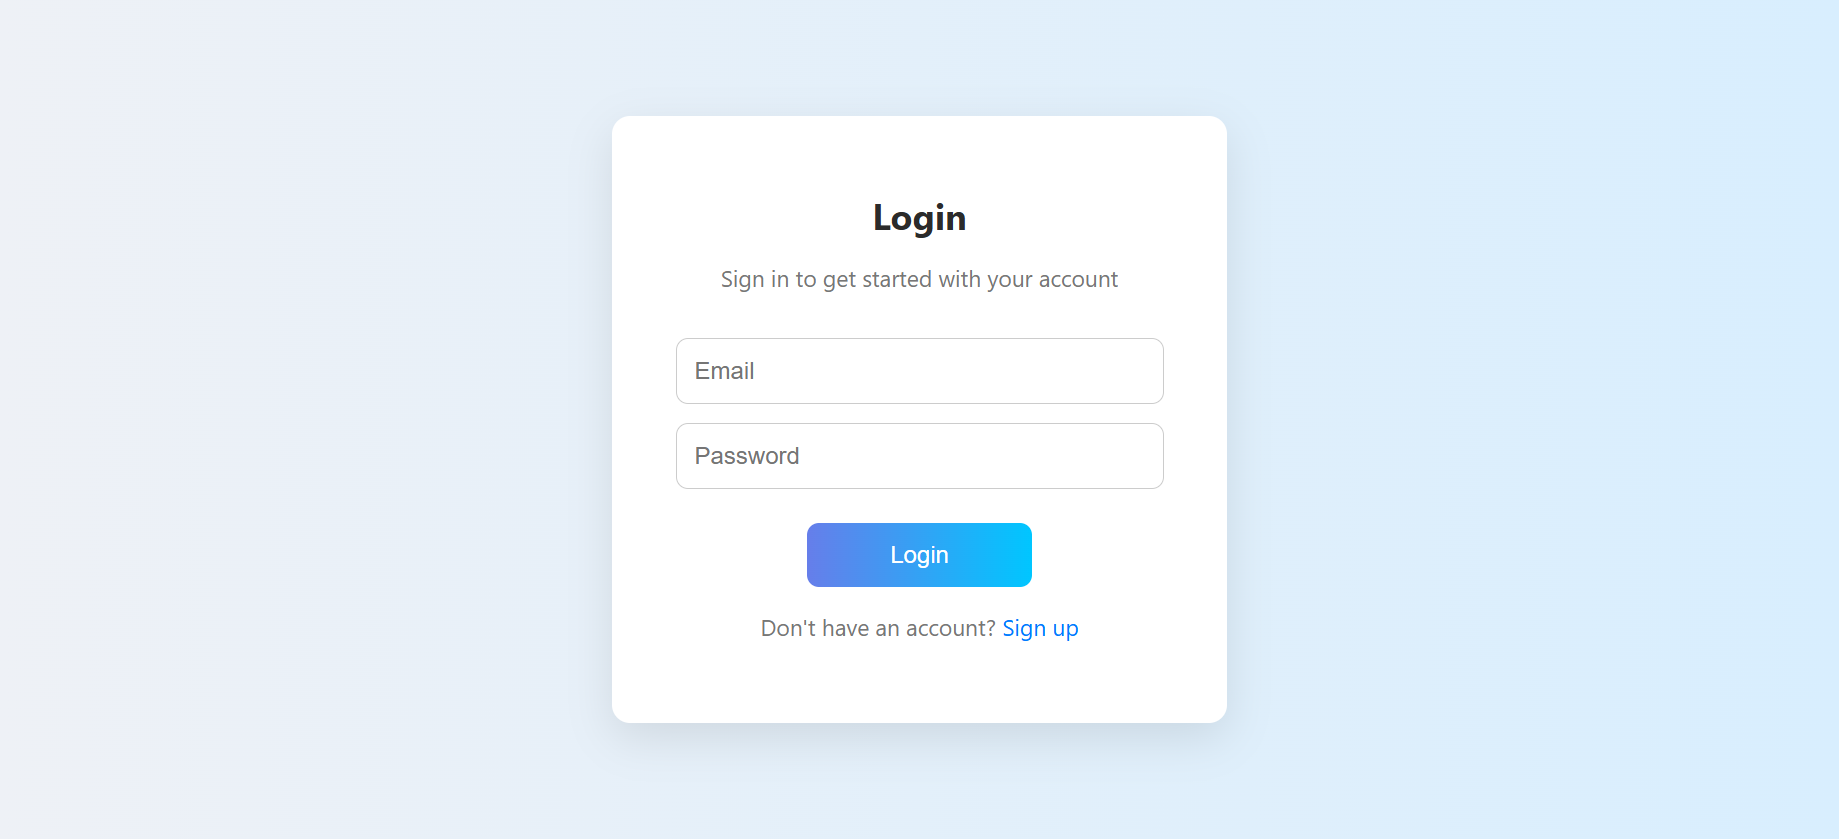 Login
Sign in to get started with your account
Email
Password
Login
Don't have an account? Sign up